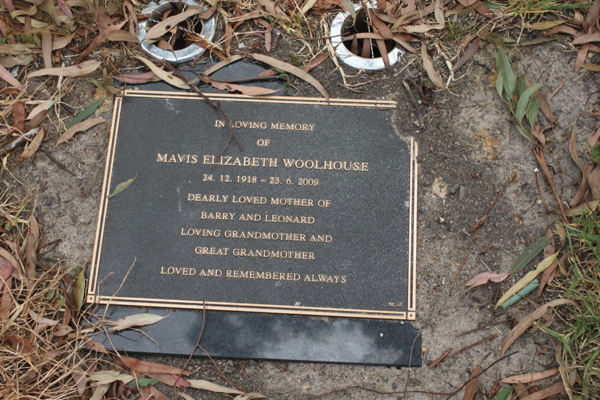 IN LOVING MEMORY
OF
MAVIS ELIZABETH WOOLHOUSE
24. 12. 1918 – 23. 6. 2009
DEARLY LOVED MOTHER OF
BARRY AND LEONARD
LOVING GRANDMOTHER AND
GREAT GRANDMOTHER
LOVED AND REMEMBERED ALWAYS